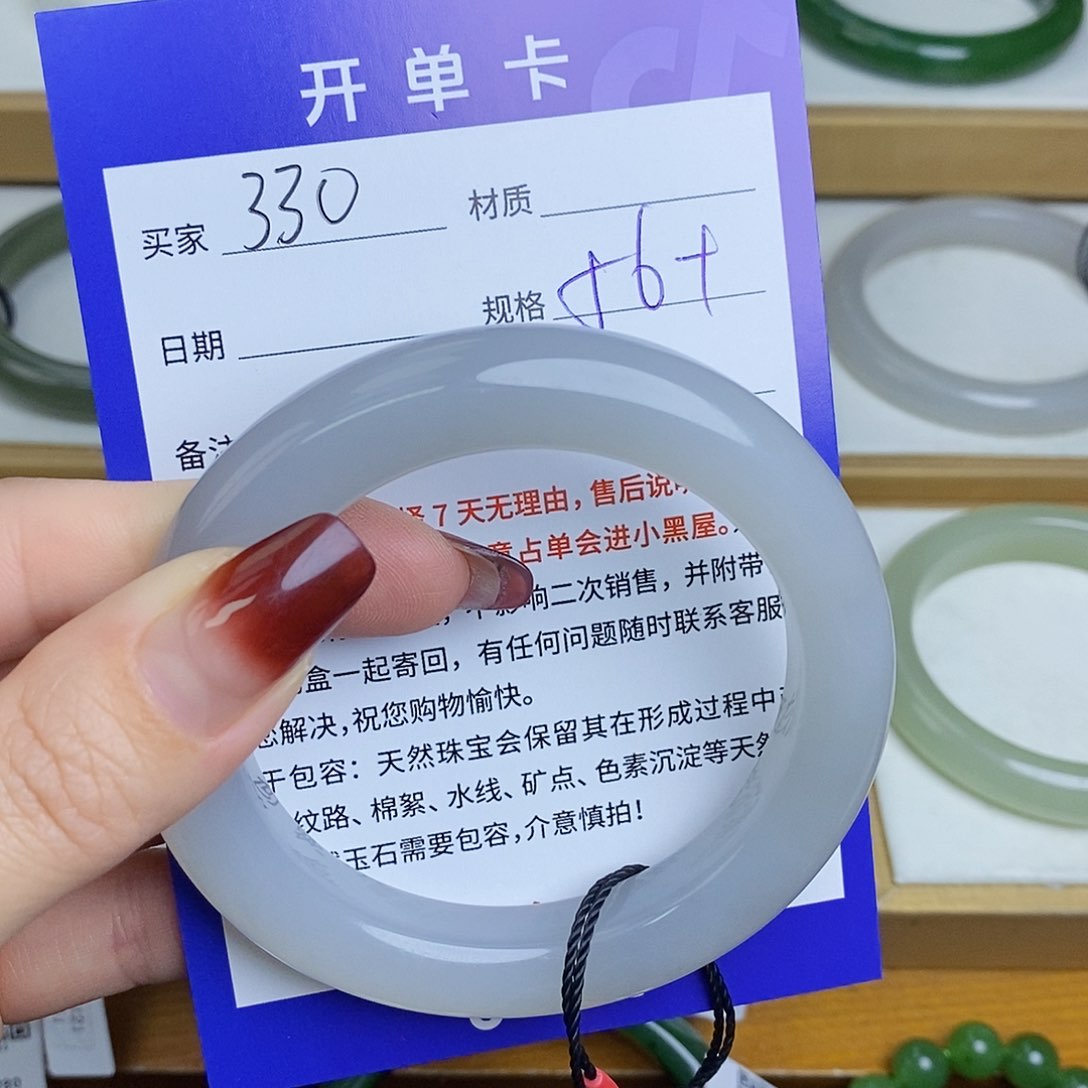 开单卡
买家 330 材质
日期 规格 56+
备注
7天无理由，售后说
意占单会进小黑屋。
不影响二次销售，并附带
盒一起寄回，有任何问题随时联系客服
您解决，祝您购物愉快。
于包容：天然珠宝会保留其在形成过程中
纹路、棉絮、水线、矿点、色素沉淀等天然
玉石需要包容，介意慎拍！